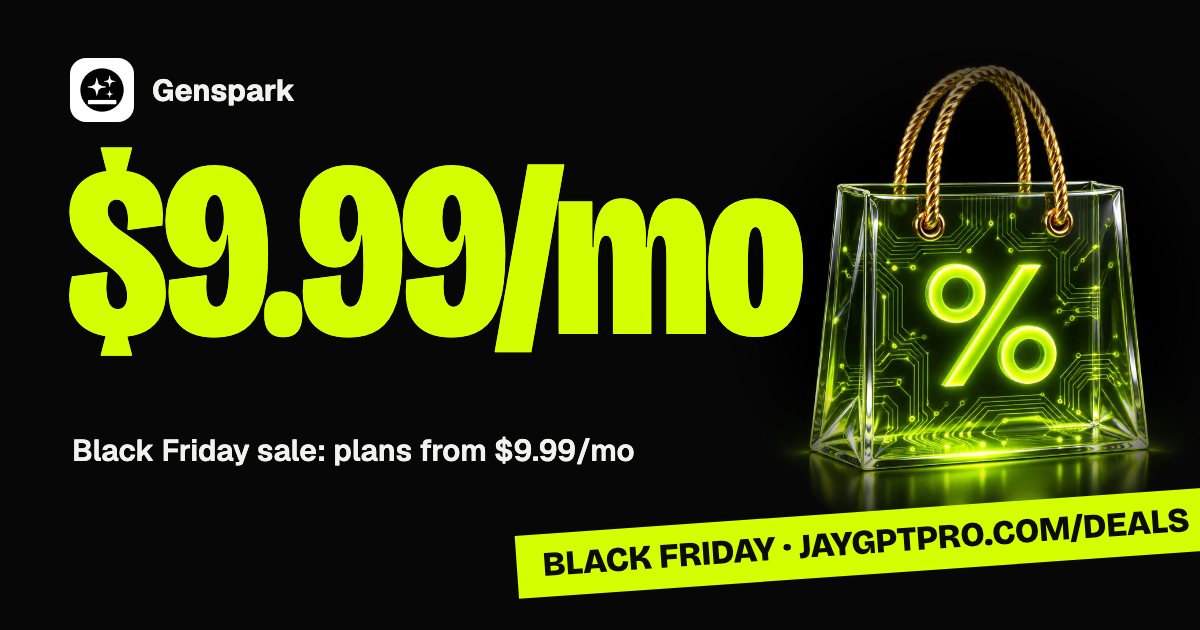 Genspark
$9.99/mo
%
Black Friday sale: plans from $9.99/mo
BLACK FRIDAY · JAYGPTPRO.COM/DEALS